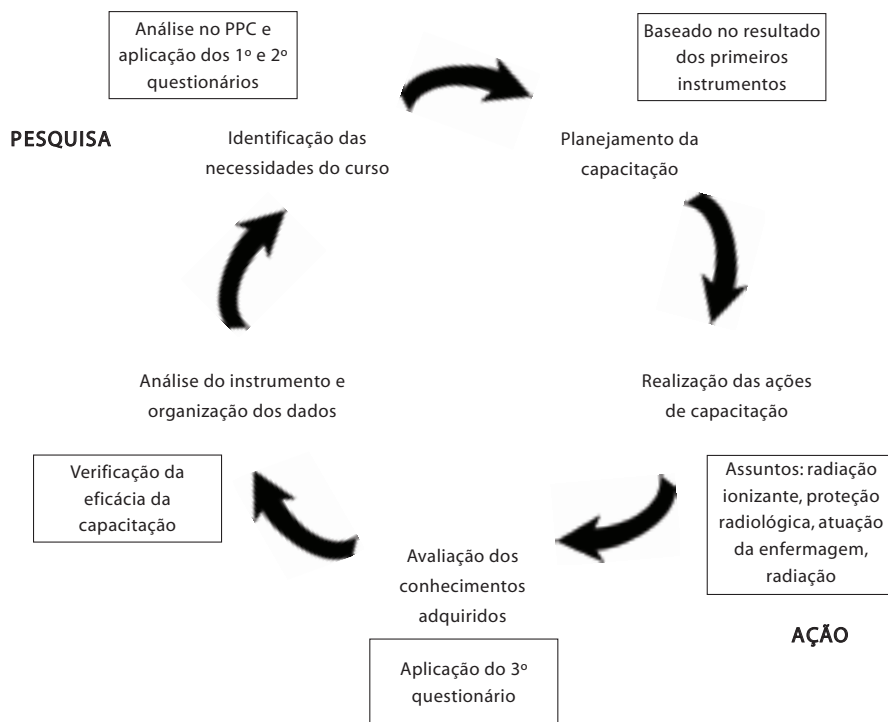 Análise no PPC e
aplicação dos 1º e 2º
questionários
Baseado no resultado
dos primeiros
instrumentos
PESQUISA
Identificação das
necessidades do curso
Planejamento da
capacitação
Realização das ações
de capacitação
Assuntos: radiação
ionizante, proteção
radiológica, atuação
da enfermagem,
radiação
AÇÃO
Avaliação dos
conhecimentos
adquiridos
Aplicação do 3º
questionário
Análise do instrumento e
organização dos dados
Verificação da
eficácia da
capacitação